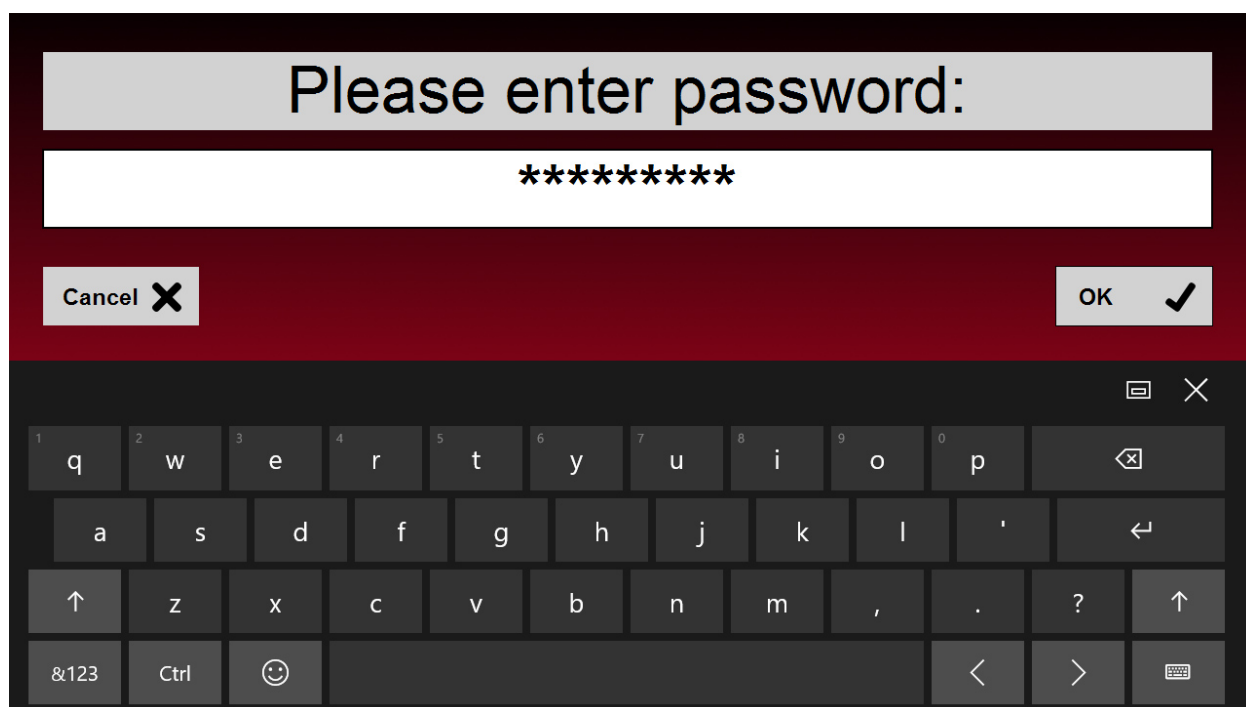 Please enter password:
*********
Cancel
OK
1 2 3 4 5 6 7 8 9 0
q w e r t y u i o p
a s d f g h j k l '
z x c v b n m , . ?
&123 Ctrl